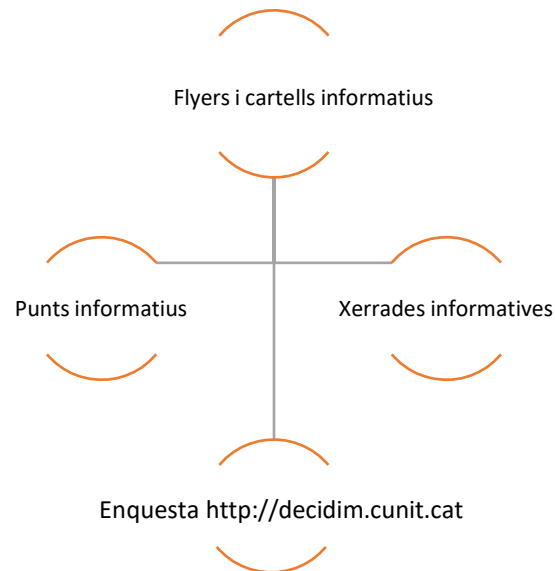 Flyers i cartells informatius
Punts informatius
Xerrades informatives
Enquesta http://decidim.cunit.cat